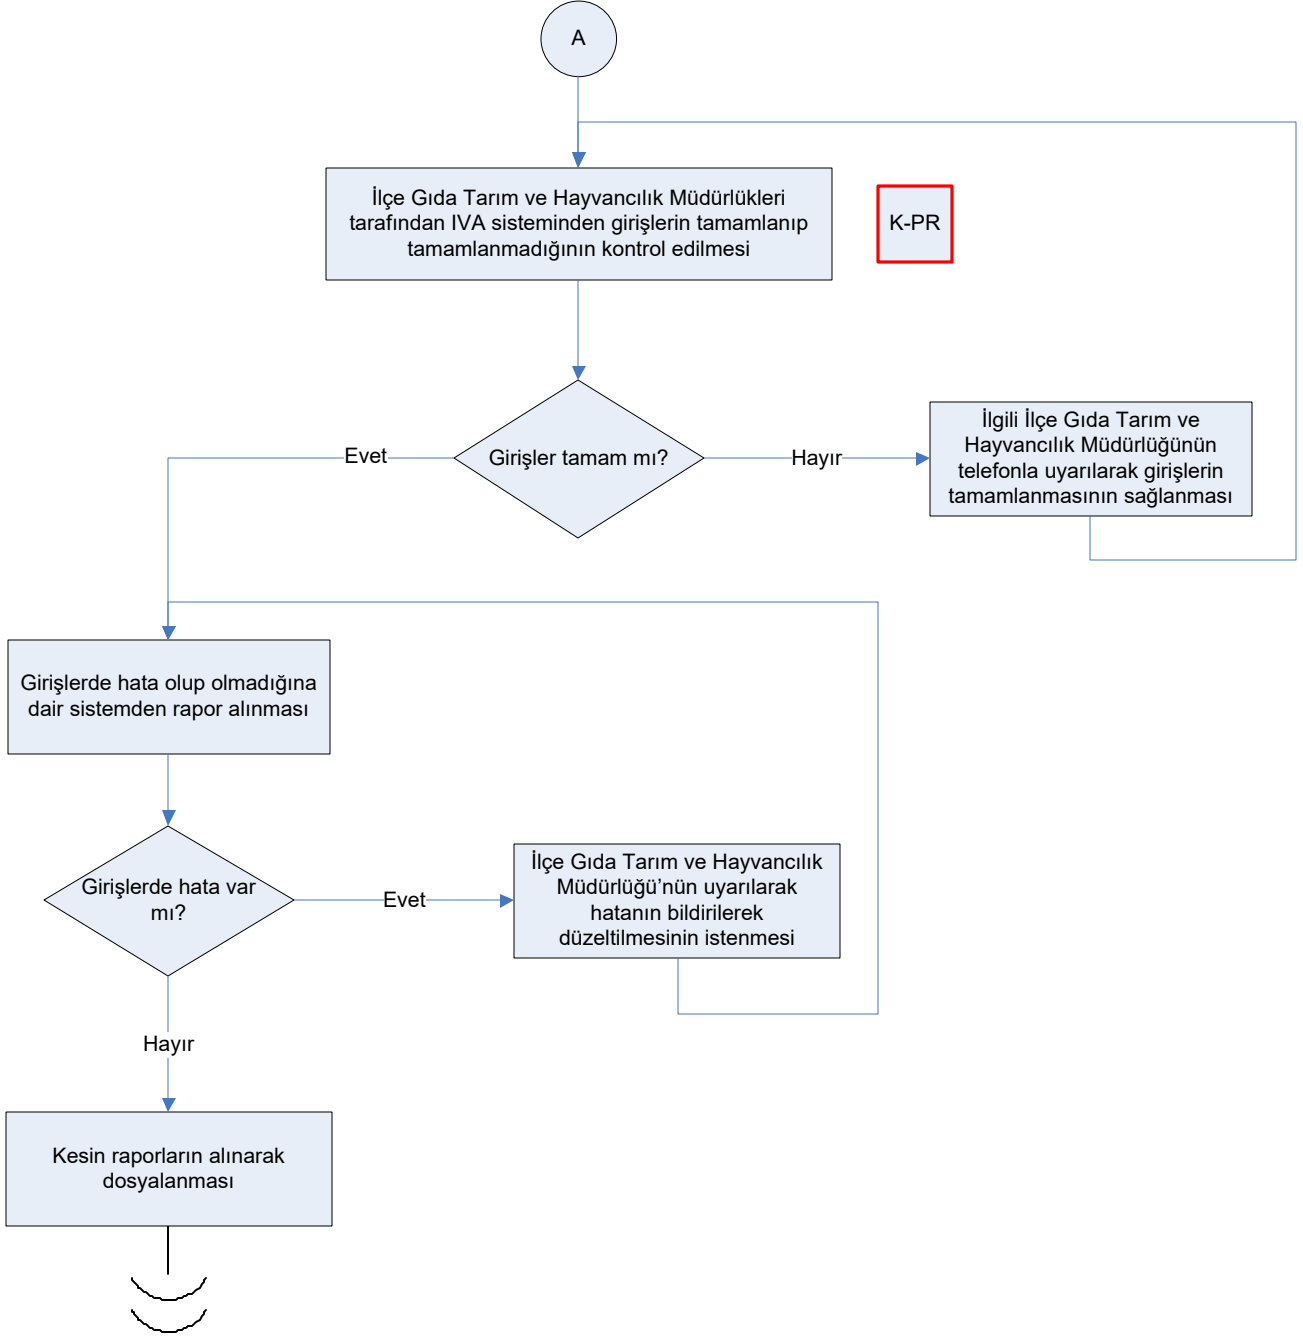 A
İlçe Gıda Tarım ve Hayvancılık Müdürlükleri
tarafından IVA sisteminden girişlerin tamamlanıp
tamamlanmadığının kontrol edilmesi
K-PR
Girişler tamam mı?
Evet
Hayır
İlgili İlçe Gıda Tarım ve
Hayvancılık Müdürlüğünün
telefonla uyarılarak girişlerin
tamamlanmasının sağlanması
Girişlerde hata olup olmadığına
dair sistemden rapor alınması
Girişlerde hata var
mı?
Evet
İlçe Gıda Tarım ve Hayvancılık
Müdürlüğü’nün uyarılarak
hatanın bildirilerek
düzeltilmesinin istenmesi
Hayır
Kesin raporların alınarak
dosyalanması